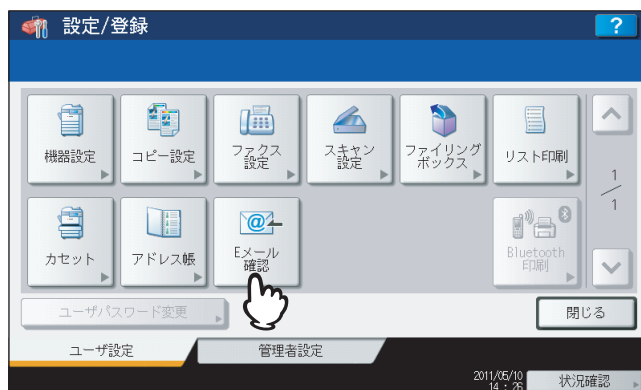 設定/登録
?
機器設定
コピー設定
ファクス
設定
スキャン
設定
ファイリング
ボックス
リスト印刷
1
1
カセット
アドレス帳
@
Eメール
確認
Bluetooth
印刷
ユーザパスワード変更
閉じる
ユーザ設定
管理者設定
2011/05/10
14:26
状況確認